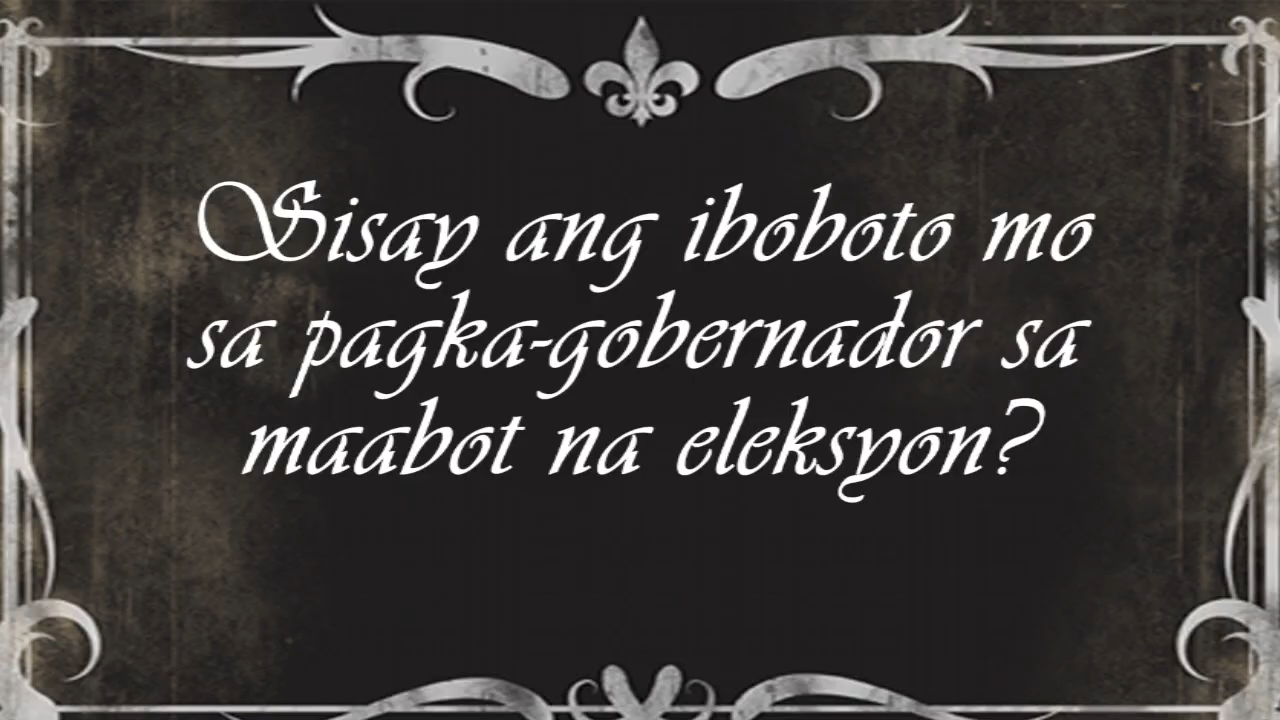 Sisay ang iboboto mo
sa pagka-gobernador sa
maabot na eleksyon?